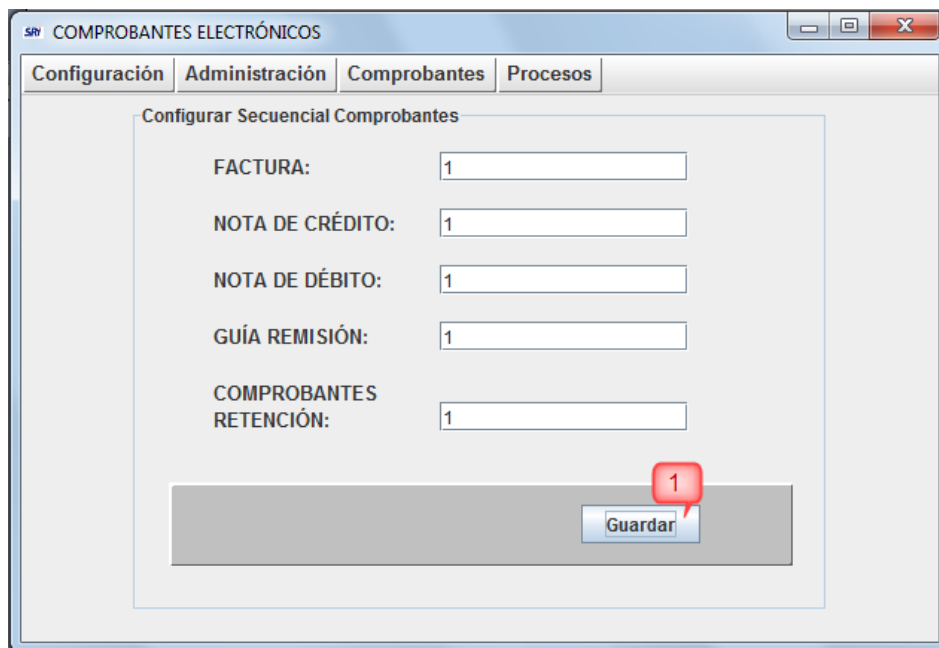 SRI COMPROBANTES ELECTRÓNICOS
Configuración Administración Comprobantes Procesos
Configurar Secuencial Comprobantes
FACTURA: 1
NOTA DE CRÉDITO: 1
NOTA DE DÉBITO: 1
GUÍA REMISIÓN: 1
COMPROBANTES
RETENCIÓN: 1
1
Guardar